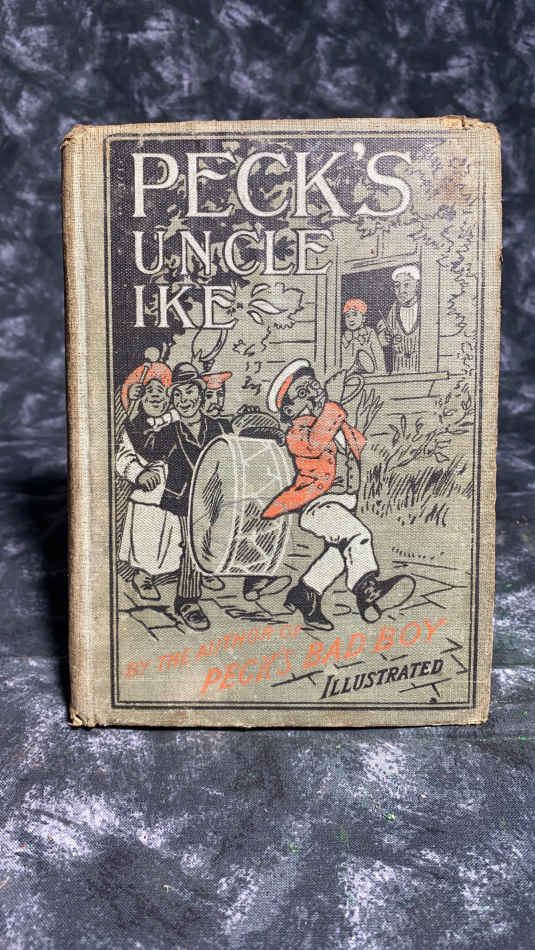 PECK'S
UNCLE
IKE
BY THE AUTHOR OF
PECK'S BAD BOY
ILLUSTRATED